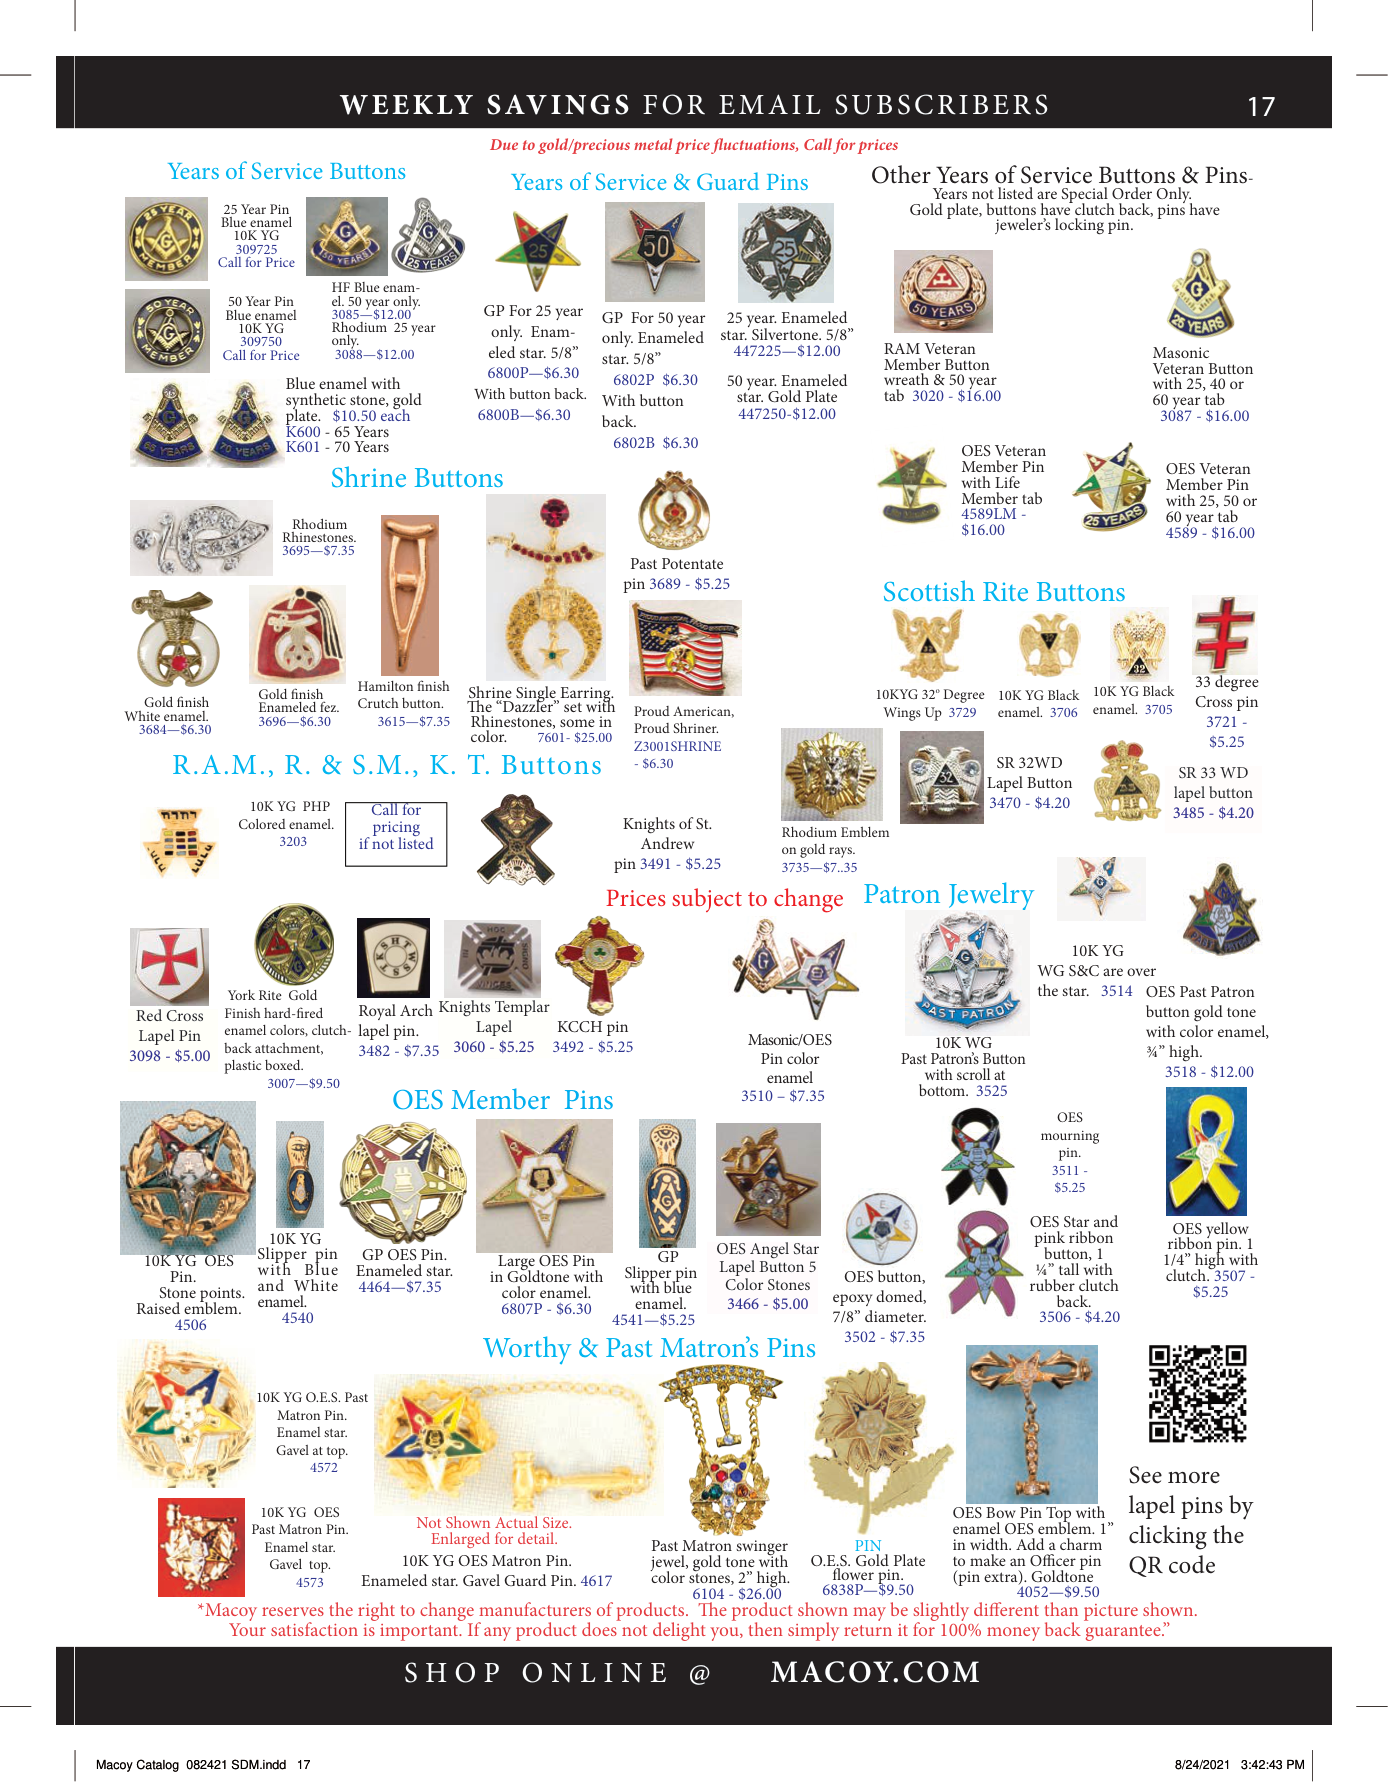 WEEKLY SAVINGS FOR EMAIL SUBSCRIBERS
17
Due to gold/precious metal price fluctuations, Call for prices
Years of Service Buttons
25 YEAR
MEMBER
25 Year Pin
Blue enamel
10K YG
309725
Call for Price
50 YEAR
MEMBER
50 Year Pin
Blue enamel
10K YG
309750
Call for Price
25 YEARS
HF Blue enam-
el. 50 year only.
3085—$12.00
Rhodium 25 year
only.
3088—$12.00
65 YEARS
70 YEARS
Blue enamel with
synthetic stone, gold
plate. $10.50 each
K600 - 65 Years
K601 - 70 Years
Years of Service & Guard Pins
25
50
25
GP For 25 year
only. Enam-
eled star. 5/8”
6800P—$6.30
With button back.
6800B—$6.30
GP For 50 year
only. Enameled
star. 5/8”
6802P $6.30
With button
back.
6802B $6.30
25 year. Enameled
star. Silvertone. 5/8”
447225—$12.00
50 year. Enameled
star. Gold Plate
447250-$12.00
Other Years of Service Buttons & Pins-
Years not listed are Special Order Only.
Gold plate, buttons have clutch back, pins have
jeweler’s locking pin.
50 YEARS
RAM Veteran
Member Button
wreath & 50 year
tab 3020 - $16.00
25 YEARS
Masonic
Veteran Button
with 25, 40 or
60 year tab
3087 - $16.00
OES Veteran
Member Pin
with Life
Member tab
4589LM -
$16.00
25 YEARS
OES Veteran
Member Pin
with 25, 50 or
60 year tab
4589 - $16.00
Shrine Buttons
Rhodium
Rhinestones.
3695—$7.35
Gold finish
White enamel.
3684—$6.30
Gold finish
Enameled fez.
3696—$6.30
Hamilton finish
Crutch button.
3615—$7.35
Shrine Single Earring.
The “Dazzler” set with
Rhinestones, some in
color. 7601- $25.00
Past Potentate
pin 3689 - $5.25
Proud American,
Proud Shriner.
Z3001SHRINE
- $6.30
Scottish Rite Buttons
10KYG 32º Degree
Wings Up 3729
10K YG Black
enamel. 3706
32
10K YG Black
enamel. 3705
33 degree
Cross pin
3721 -
$5.25
Rhodium Emblem
on gold rays.
3735—$7..35
32
SR 32WD
Lapel Button
3470 - $4.20
SR 33 WD
lapel button
3485 - $4.20
R.A.M., R. & S.M., K. T. Buttons
10K YG PHP
Colored enamel.
3203
Call for
pricing
if not listed
Knights of St.
Andrew
pin 3491 - $5.25
Prices subject to change
Red Cross
Lapel Pin
3098 - $5.00
York Rite Gold
Finish hard-fired
enamel colors, clutch-
back attachment,
plastic boxed.
3007—$9.50
Royal Arch
lapel pin.
3482 - $7.35
Knights Templar
Lapel
3060 - $5.25
KCCH pin
3492 - $5.25
Masonic/OES
Pin color
enamel
3510 – $7.35
Patron Jewelry
PAST PATRON
10K WG
Past Patron’s Button
with scroll at
bottom. 3525
10K YG
WG S&C are over
the star. 3514
OES Past Patron
button gold tone
with color enamel,
¾” high.
3518 - $12.00
OES Member Pins
10K YG OES
Pin.
Stone points.
Raised emblem.
4506
10K YG
Slipper pin
with Blue
and White
enamel.
4540
GP OES Pin.
Enameled star.
4464—$7.35
Large OES Pin
in Goldtone with
color enamel.
6807P - $6.30
GP
Slipper pin
with blue
enamel.
4541—$5.25
OES Angel Star
Lapel Button 5
Color Stones
3466 - $5.00
O E S
OES button,
epoxy domed,
7/8” diameter.
3502 - $7.35
OES
mourning
pin.
3511 -
$5.25
OES Star and
pink ribbon
button, 1
¼” tall with
rubber clutch
back.
3506 - $4.20
OES yellow
ribbon pin. 1
1/4” high with
clutch. 3507 -
$5.25
Worthy & Past Matron’s Pins
10K YG O.E.S. Past
Matron Pin.
Enamel star.
Gavel at top.
4572
10K YG OES
Past Matron Pin.
Enamel star.
Gavel top.
4573
Not Shown Actual Size.
Enlarged for detail.
10K YG OES Matron Pin.
Enameled star. Gavel Guard Pin. 4617
Past Matron swinger
jewel, gold tone with
color stones, 2” high.
6104 - $26.00
PIN
O.E.S. Gold Plate
flower pin.
6838P—$9.50
OES Bow Pin Top with
enamel OES emblem. 1”
in width. Add a charm
to make an Officer pin
(pin extra). Goldtone
4052—$9.50
See more
lapel pins by
clicking the
QR code
*Macoy reserves the right to change manufacturers of products. The product shown may be slightly different than picture shown.
Your satisfaction is important. If any product does not delight you, then simply return it for 100% money back guarantee.”
SHOP ONLINE @ MACOY.COM
Macoy Catalog 082421 SDM.indd 17
8/24/2021 3:42:43 PM